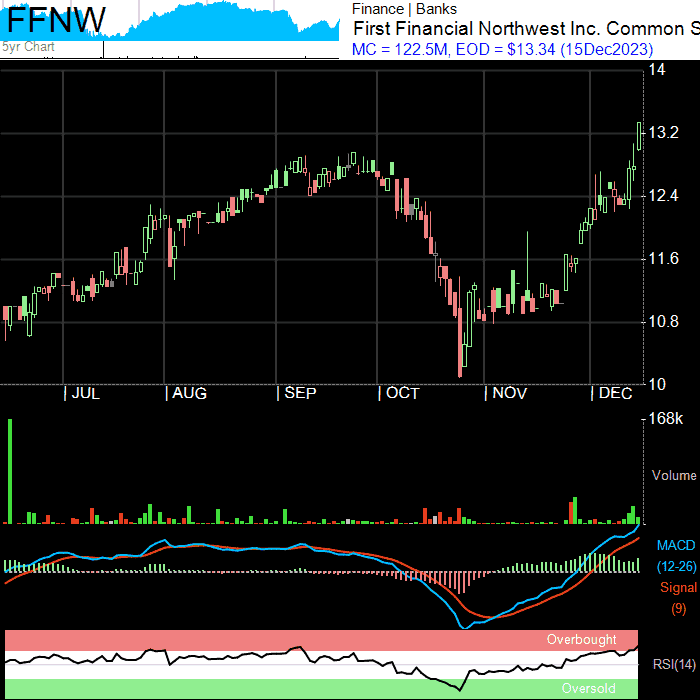 FFNW
5yr Chart
Finance | Banks
First Financial Northwest Inc. Common S
MC = 122.5M, EOD = $13.34 (15Dec2023)
14
13.2
12.4
11.6
10.8
10
| JUL | AUG | SEP | OCT | NOV | DEC
168k
Volume
MACD
(12-26)
Signal
(9)
Overbought
RSI(14)
Oversold